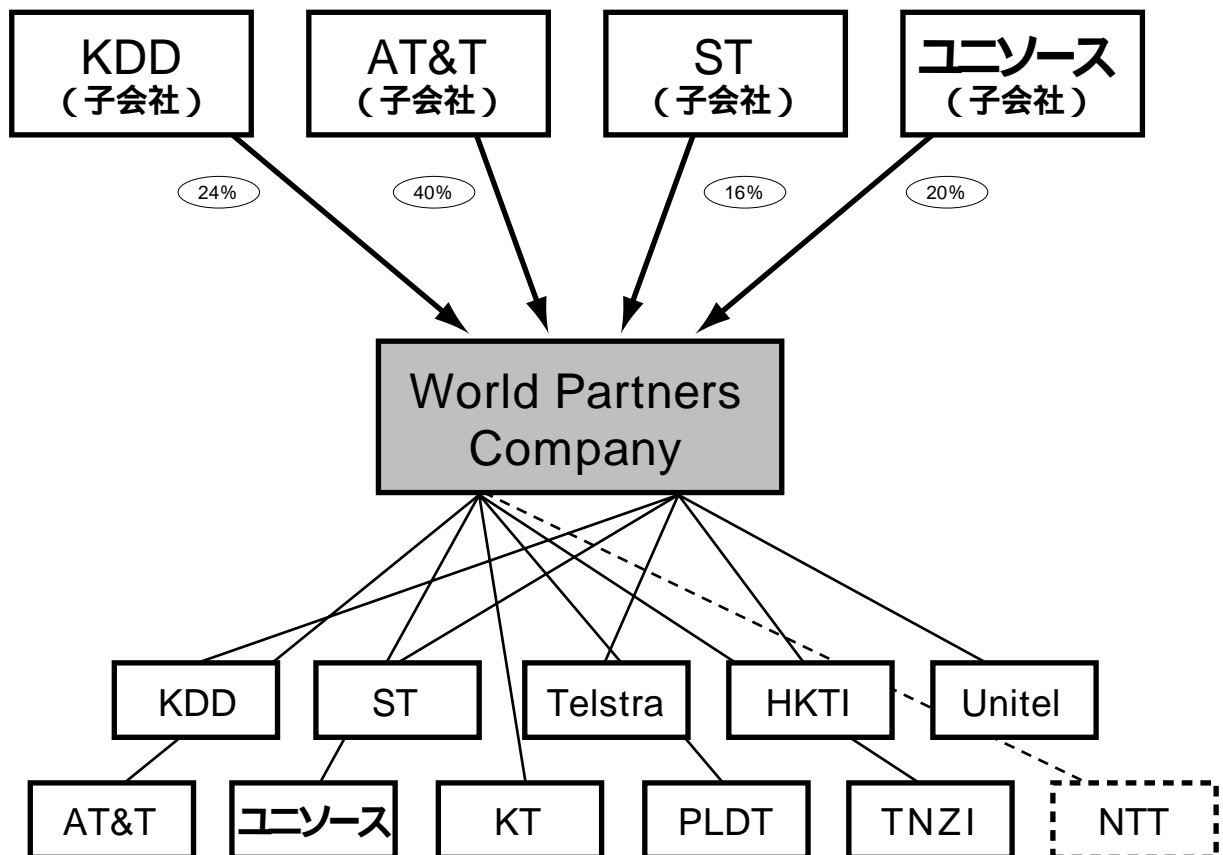 KDD
（子会社）
AT&T
（子会社）
ST
（子会社）
ユニソース
（子会社）
24%
40%
16%
20%
World Partners
Company
KDD
ST
Telstra
HKTI
Unitel
AT&T
ユニソース
KT
PLDT
TNZI
NTT